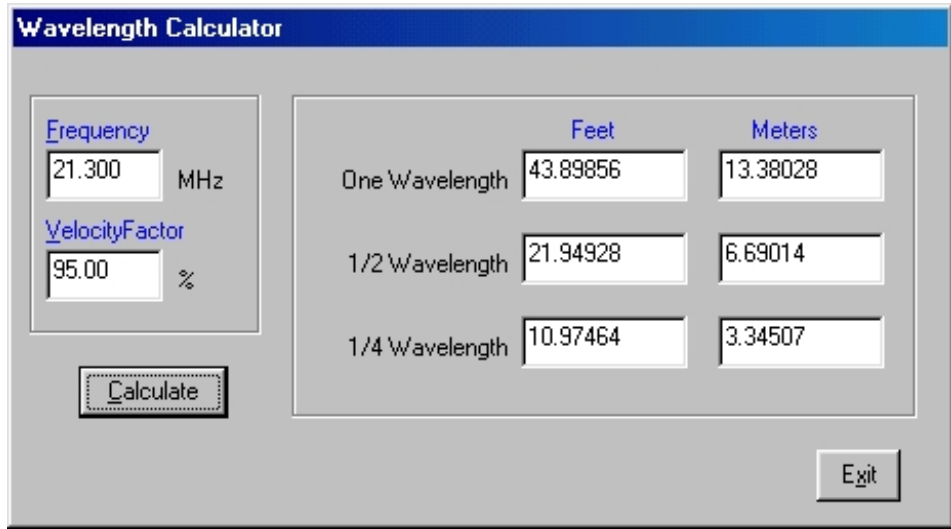 Wavelength Calculator
Frequency
21.300 MHz
VelocityFactor
95.00 %
Calculate
Feet Meters
One Wavelength 43.89856 13.38028
1/2 Wavelength 21.94928 6.69014
1/4 Wavelength 10.97464 3.34507
Exit